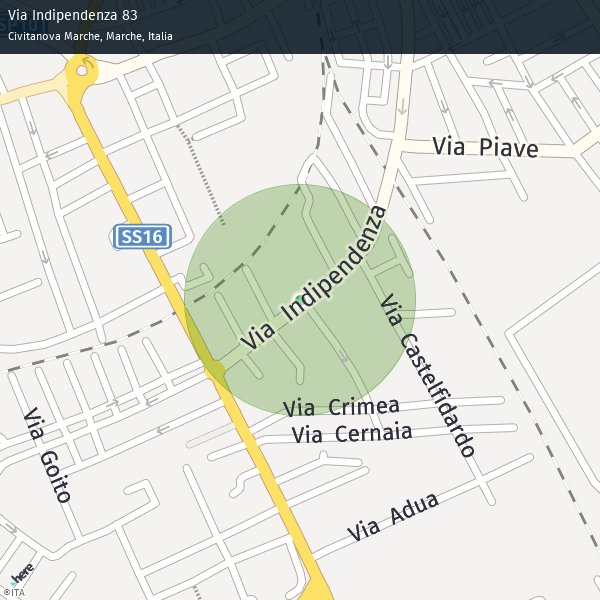 Via Indipendenza 83
Civitanova Marche, Marche, Italia
Via Piave
SS16
Via Indipendenza
Via Castelfidardo
Via Crimea
Via Cernaia
Via Goito
Via Adua
here
©ITA